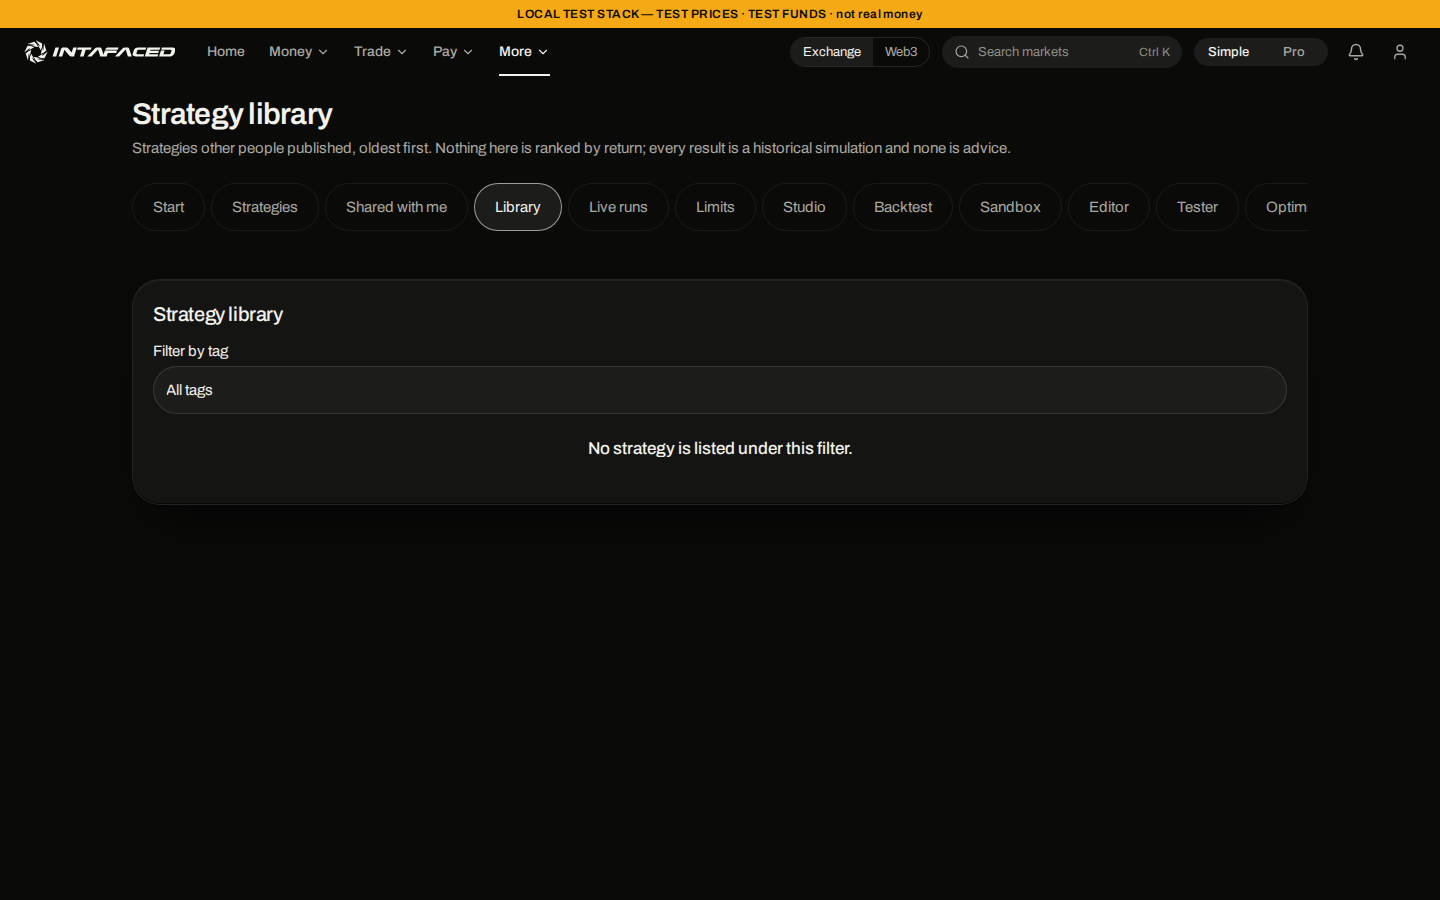 LOCAL TEST STACK — TEST PRICES · TEST FUNDS · not real money
INTAFACED Home Money Trade Pay More Exchange Web3 Search markets Ctrl K Simple Pro
Strategy library
Strategies other people published, oldest first. Nothing here is ranked by return; every result is a historical simulation and none is advice.
Start Strategies Shared with me Library Live runs Limits Studio Backtest Sandbox Editor Tester Optim
Strategy library
Filter by tag
All tags
No strategy is listed under this filter.